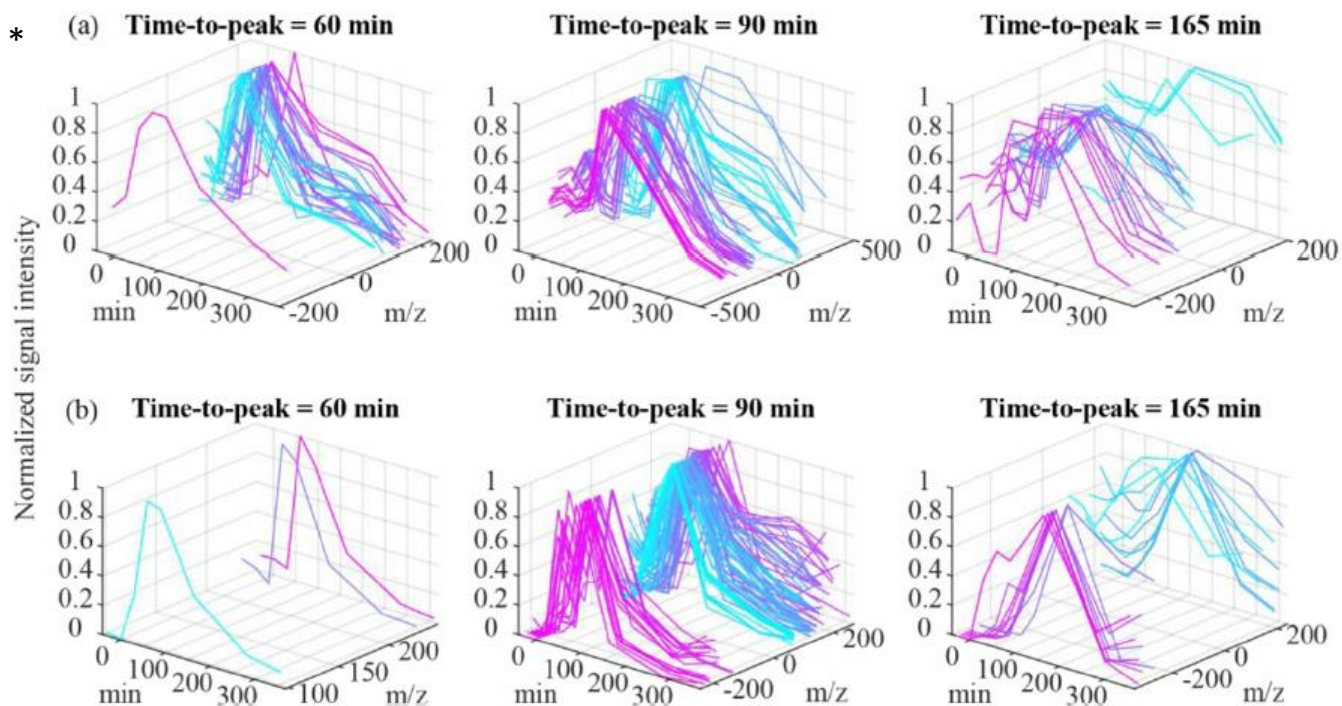 *
(a) Time-to-peak = 60 min Time-to-peak = 90 min Time-to-peak = 165 min
1 1 1
0.8 0.8 0.8
0.6 0.6 0.6
0.4 0.4 0.4
0.2 0.2 0.2
0 0 0
200 500 200
0 0 0
0 100 200 300 -200 0 100 200 300 -500 0 100 200 300 -200
min m/z min m/z min m/z
Normalized signal intensity
(b) Time-to-peak = 60 min Time-to-peak = 90 min Time-to-peak = 165 min
1 1 1
0.8 0.8 0.8
0.6 0.6 0.6
0.4 0.4 0.4
0.2 0.2 0.2
0 0 0
200 200 200
150 0 0
0 100 200 300 100 0 100 200 300 -200 0 100 200 300 -200
min m/z min m/z min m/z